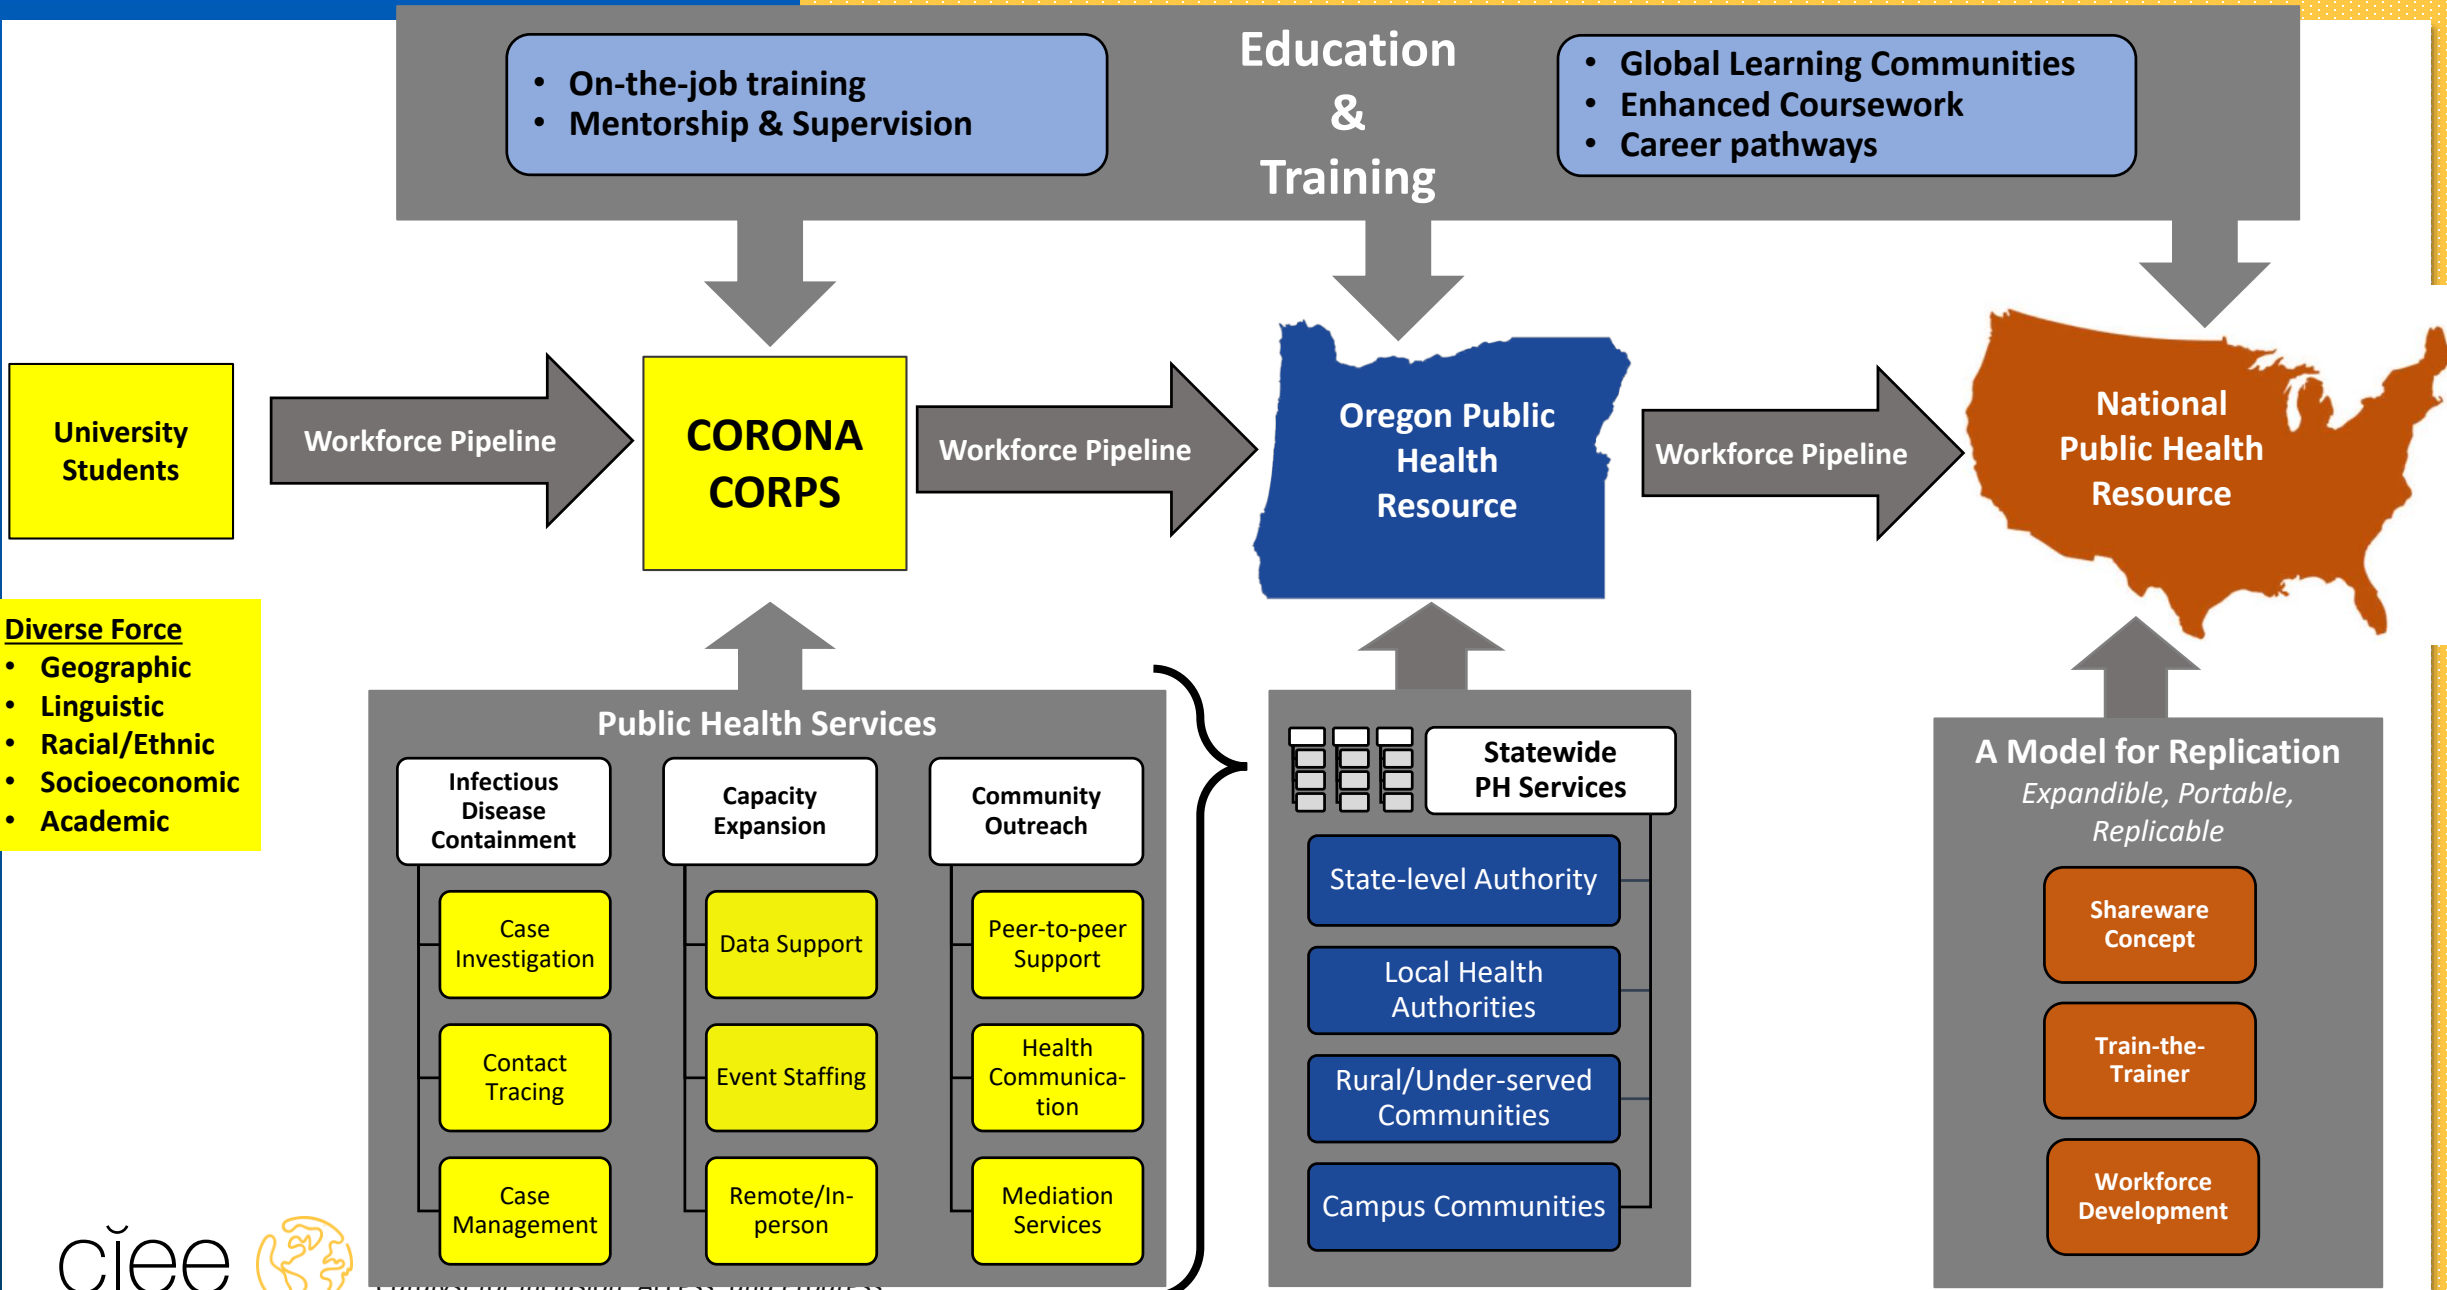 • On-the-job training
• Mentorship & Supervision
Education
&
Training
• Global Learning Communities
• Enhanced Coursework
• Career pathways
University
Students
Workforce Pipeline
CORONA
CORPS
Workforce Pipeline
Oregon Public
Health
Resource
Workforce Pipeline
National
Public Health
Resource
Diverse Force
• Geographic
• Linguistic
• Racial/Ethnic
• Socioeconomic
• Academic
Public Health Services
Infectious
Disease
Containment
Case
Investigation
Contact
Tracing
Case
Management
Capacity
Expansion
Data Support
Event Staffing
Remote/In-
person
Community
Outreach
Peer-to-peer
Support
Health
Communica-
tion
Mediation
Services
Statewide
PH Services
State-level Authority
Local Health
Authorities
Rural/Under-served
Communities
Campus Communities
A Model for Replication
Expandible, Portable,
Replicable
Shareware
Concept
Train-the-
Trainer
Workforce
Development
cĭee